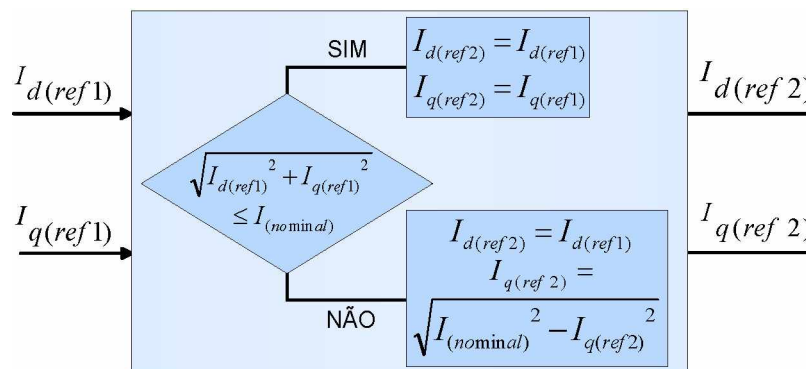 I_d(ref1)
I_q(ref1)
SIM
I_d(ref2) = I_d(ref1)
I_q(ref2) = I_q(ref1)
√(I_d(ref1)² + I_q(ref1)²)
≤ I_(nominal)
NÃO
I_d(ref2) = I_d(ref1)
I_q(ref2) =
√(I_(nominal)² − I_q(ref2)²)
I_d(ref2)
I_q(ref2)